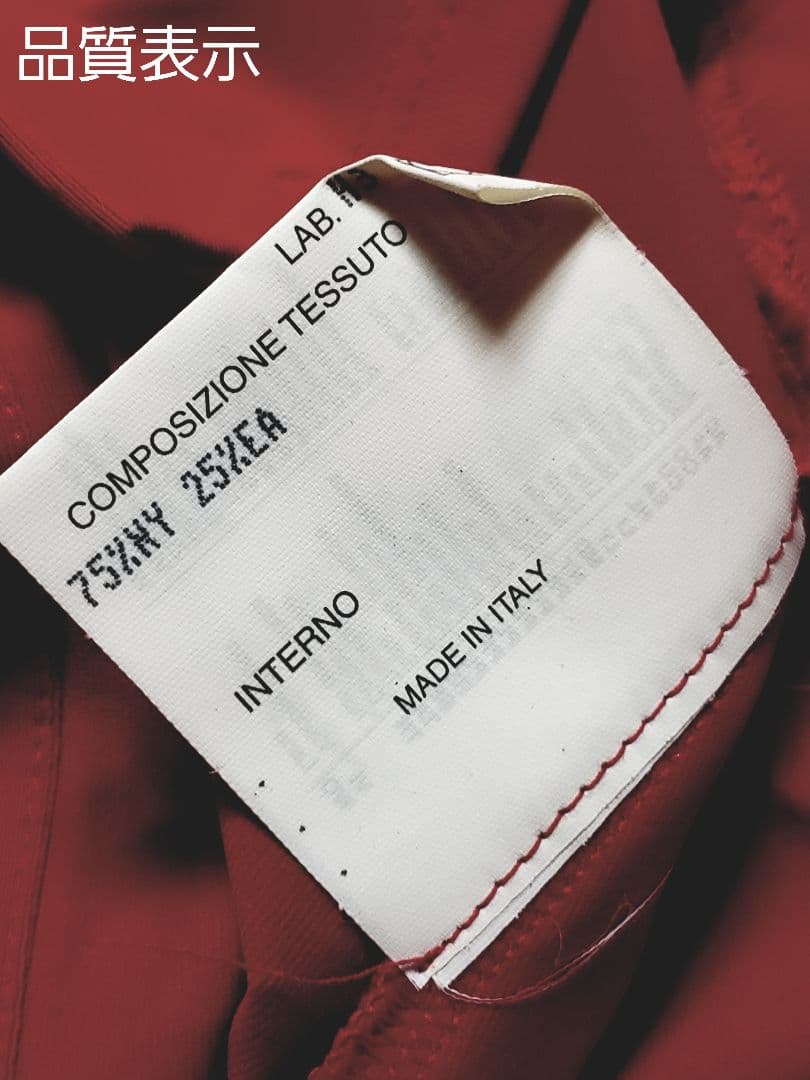 品質表示
LAB.
COMPOSIZIONE TESSUTO
75%NY 25%EA
INTERNO
MADE IN ITALY